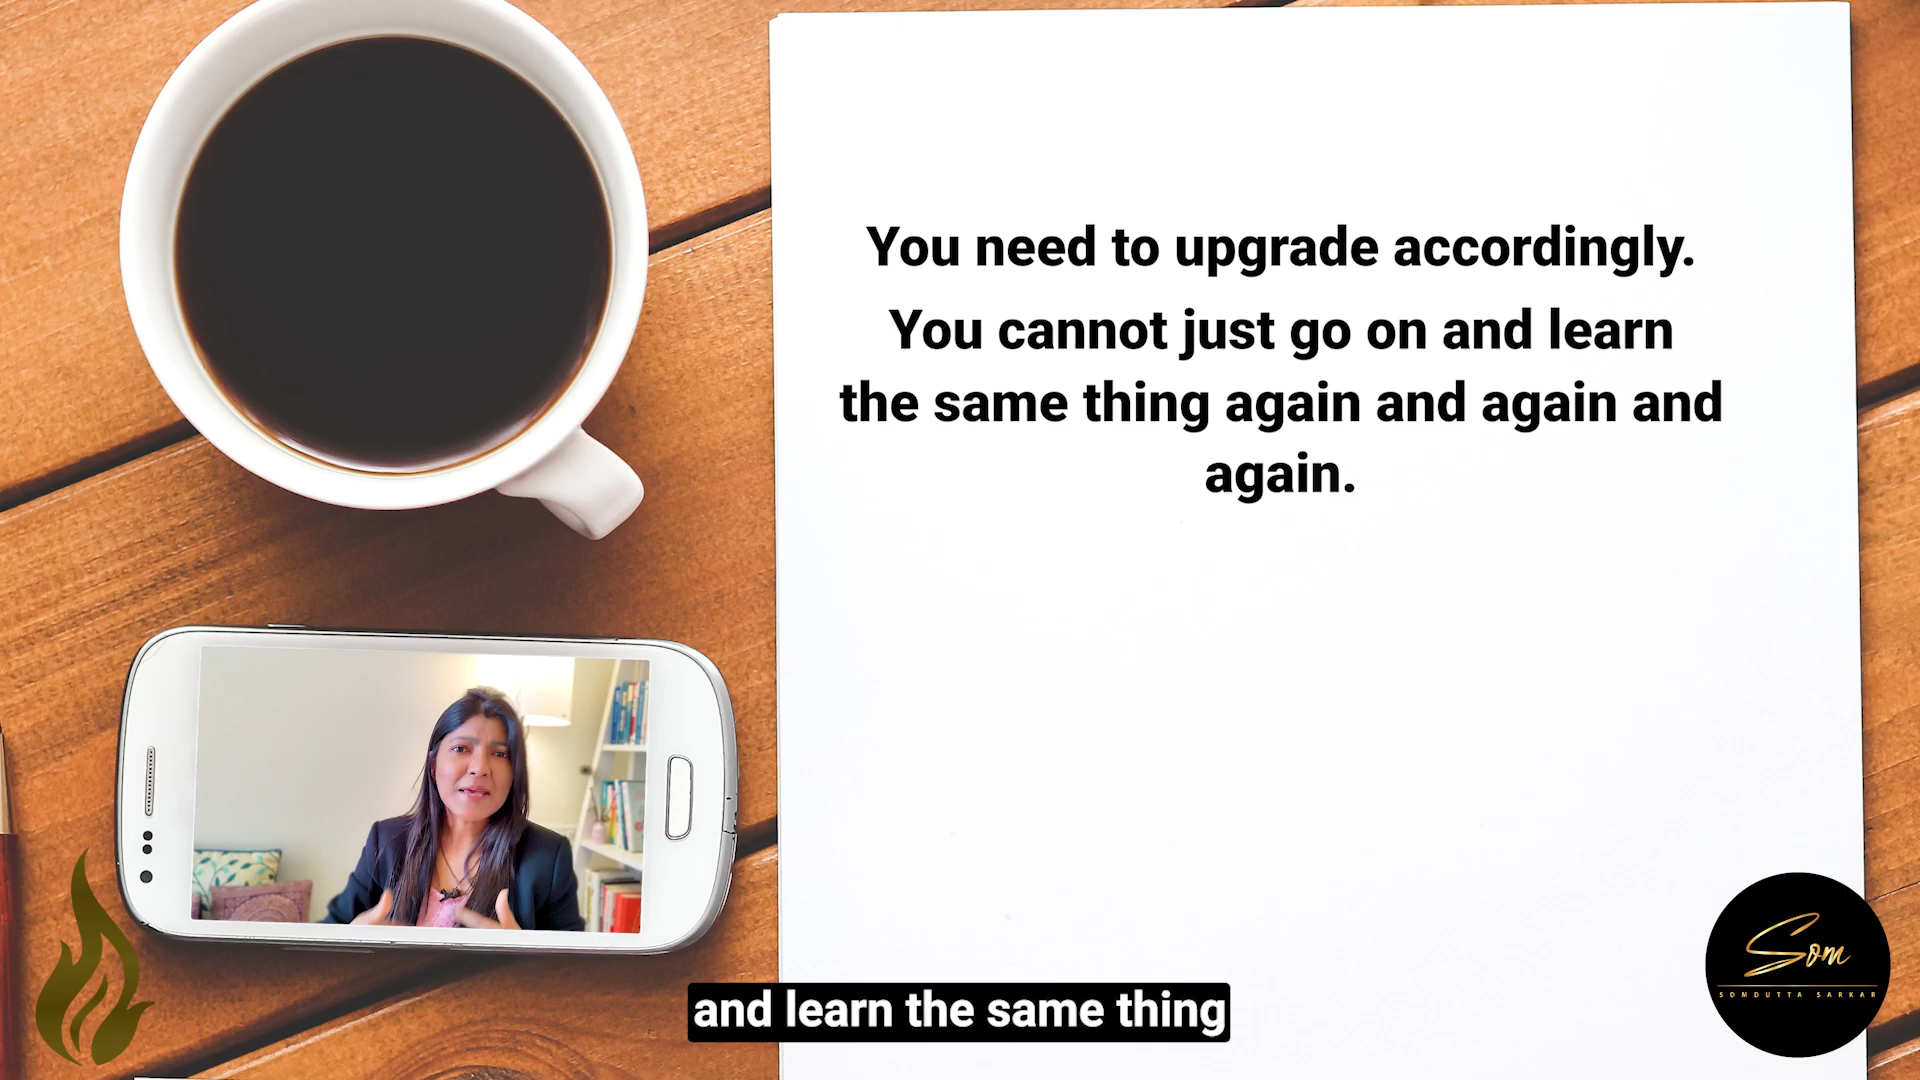 You need to upgrade accordingly.
You cannot just go on and learn
the same thing again and again and
again.
and learn the same thing
Som
SOMDUTTA SARKAR